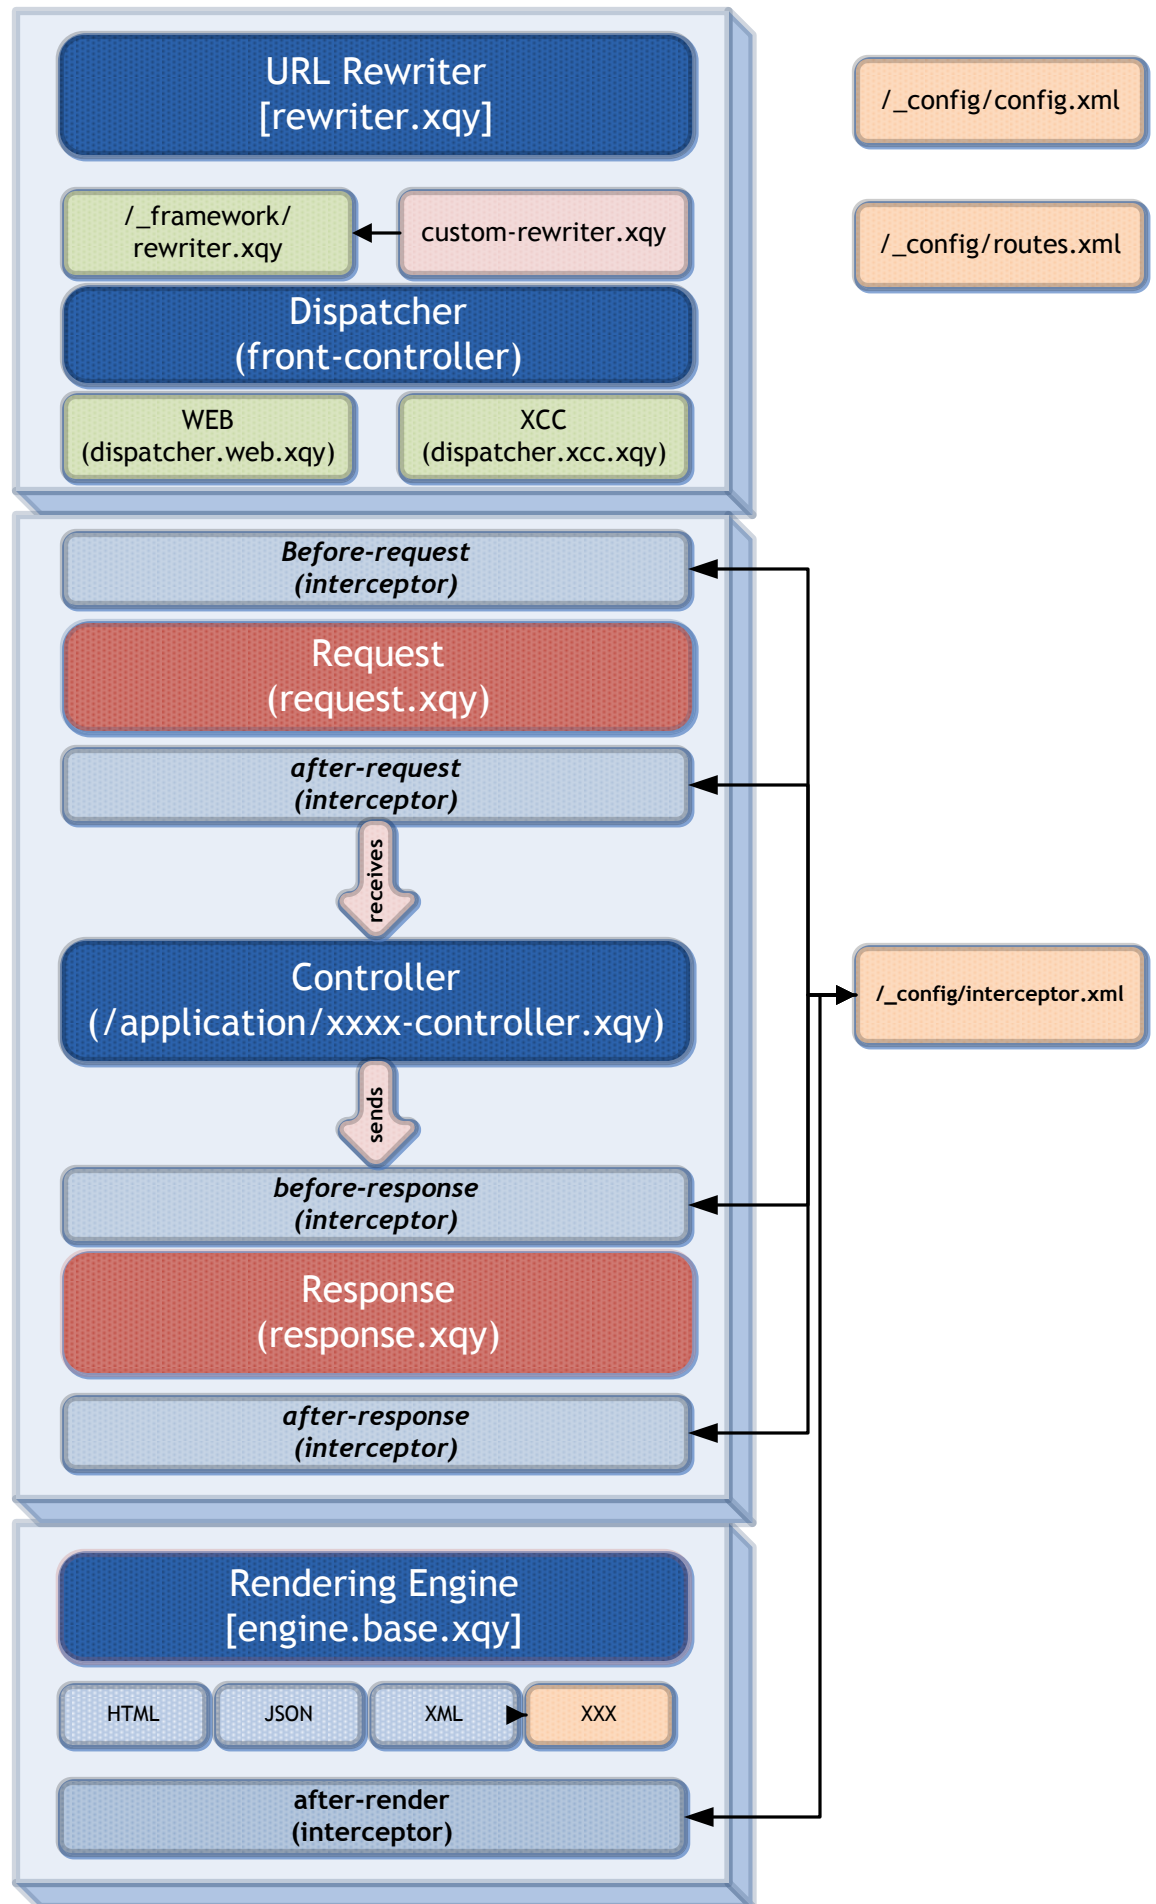 URL Rewriter
[rewriter.xqy]
/_config/config.xml
/_framework/
rewriter.xqy
custom-rewriter.xqy
/_config/routes.xml
Dispatcher
(front-controller)
WEB
(dispatcher.web.xqy)
XCC
(dispatcher.xcc.xqy)
Before-request
(interceptor)
Request
(request.xqy)
after-request
(interceptor)
receives
Controller
(/application/xxxx-controller.xqy)
/_config/interceptor.xml
sends
before-response
(interceptor)
Response
(response.xqy)
after-response
(interceptor)
Rendering Engine
[engine.base.xqy]
HTML
JSON
XML
XXX
after-render
(interceptor)